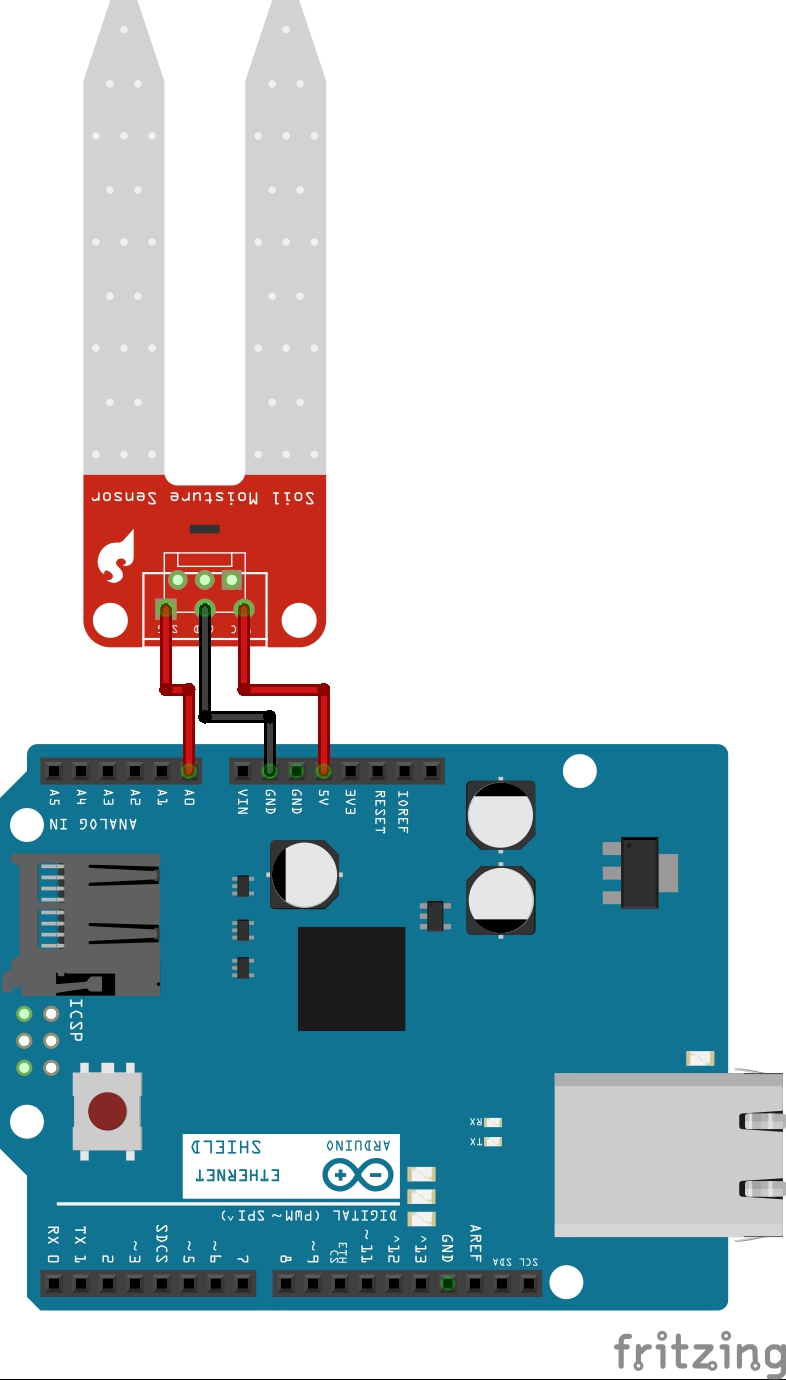 Soil Moisture Sensor
A5 A4 A3 A2 A1 A0 VIN GND GND 5V 3V3 RESET IOREF
ANALOG IN
ICSP
RX
TX
ARDUINO
ETHERNET
SHIELD
DIGITAL (PWM~ SPI^)
RX 0 TX 1 2 ~3 SDCS ~5 ~6 7 8 ~9 ETH CS ~11 ^12 ^13 GND AREF SDA SCL
fritzing